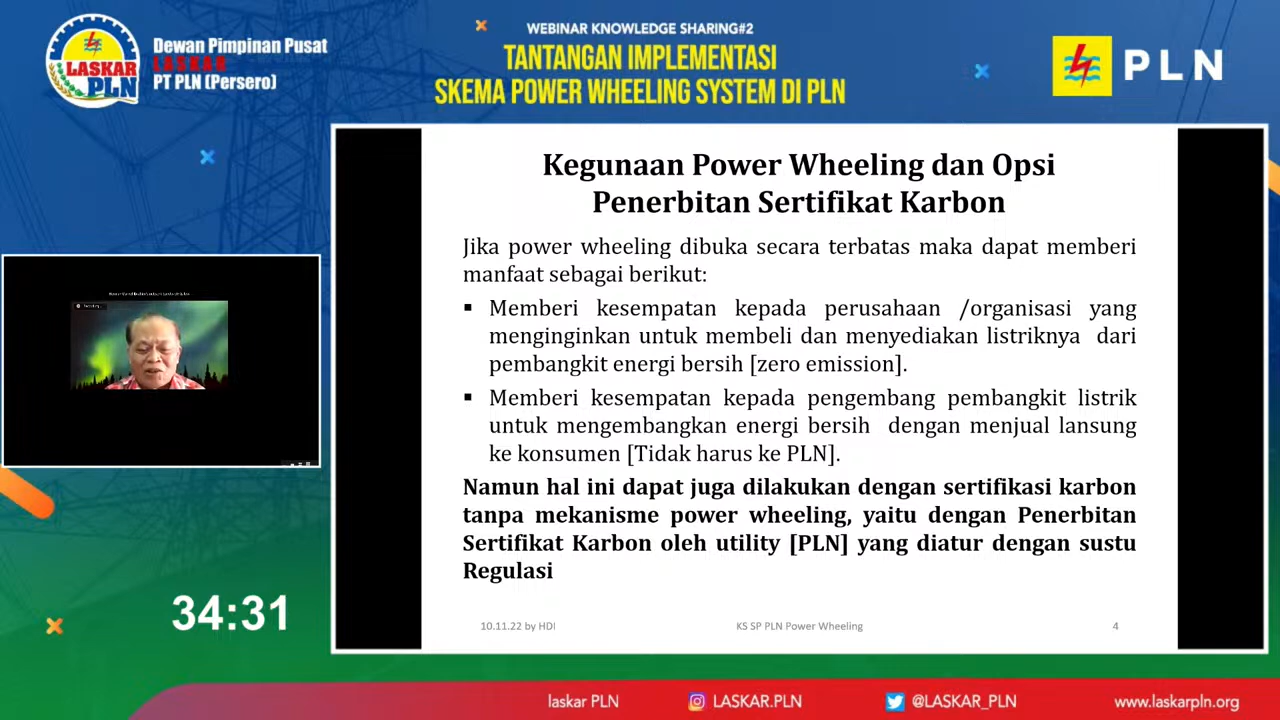 WEBINAR KNOWLEDGE SHARING#2
TANTANGAN IMPLEMENTASI
SKEMA POWER WHEELING SYSTEM DI PLN
LASKAR
PLN
Dewan Pimpinan Pusat
LASKAR
PT PLN (Persero)
PLN
Kegunaan Power Wheeling dan Opsi
Penerbitan Sertifikat Karbon
Jika power wheeling dibuka secara terbatas maka dapat memberi
manfaat sebagai berikut:
▪ Memberi kesempatan kepada perusahaan /organisasi yang
menginginkan untuk membeli dan menyediakan listriknya dari
pembangkit energi bersih [zero emission].
▪ Memberi kesempatan kepada pengembang pembangkit listrik
untuk mengembangkan energi bersih dengan menjual lansung
ke konsumen [Tidak harus ke PLN].
Namun hal ini dapat juga dilakukan dengan sertifikasi karbon
tanpa mekanisme power wheeling, yaitu dengan Penerbitan
Sertifikat Karbon oleh utility [PLN] yang diatur dengan sustu
Regulasi
10.11.22 by HDI
KS SP PLN Power Wheeling
4
34:31
laskar PLN
LASKAR.PLN
@LASKAR_PLN
www.laskarpln.org